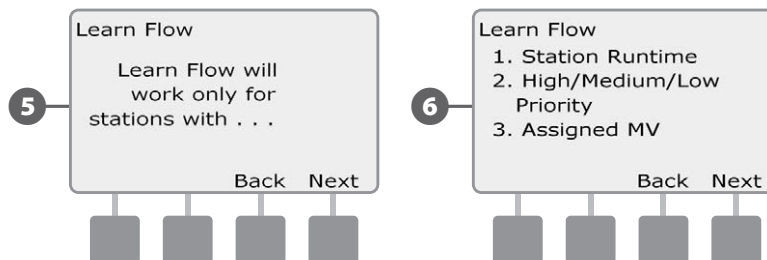 5
Learn Flow
Learn Flow will
work only for
stations with . . .
Back Next
6
Learn Flow
1. Station Runtime
2. High/Medium/Low
Priority
3. Assigned MV
Back Next